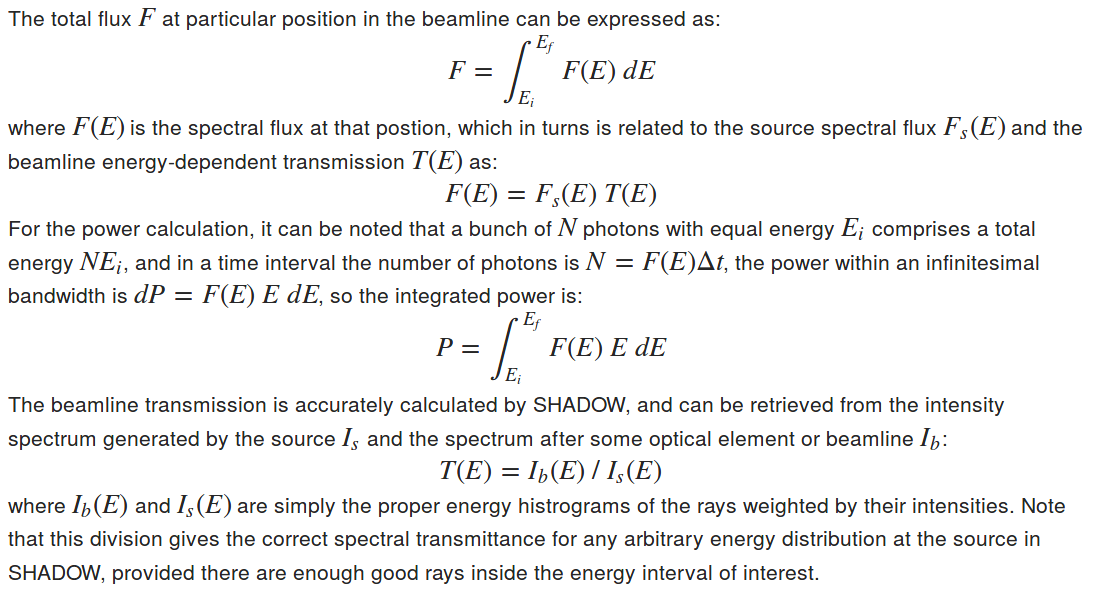 The total flux F at particular position in the beamline can be expressed as:
F = ∫_{E_i}^{E_f} F(E) dE
where F(E) is the spectral flux at that postion, which in turns is related to the source spectral flux F_s(E) and the
beamline energy-dependent transmission T(E) as:
F(E) = F_s(E) T(E)
For the power calculation, it can be noted that a bunch of N photons with equal energy E_i comprises a total
energy NE_i, and in a time interval the number of photons is N = F(E)Δt, the power within an infinitesimal
bandwidth is dP = F(E) E dE, so the integrated power is:
P = ∫_{E_i}^{E_f} F(E) E dE
The beamline transmission is accurately calculated by SHADOW, and can be retrieved from the intensity
spectrum generated by the source I_s and the spectrum after some optical element or beamline I_b:
T(E) = I_b(E) / I_s(E)
where I_b(E) and I_s(E) are simply the proper energy histrograms of the rays weighted by their intensities. Note
that this division gives the correct spectral transmittance for any arbitrary energy distribution at the source in
SHADOW, provided there are enough good rays inside the energy interval of interest.